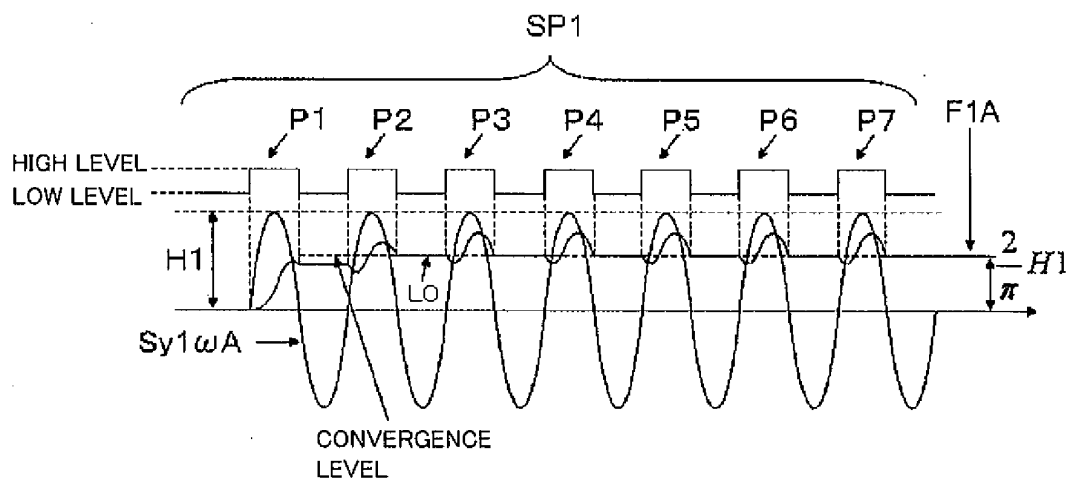 SP1
P1 P2 P3 P4 P5 P6 P7 F1A
HIGH LEVEL
LOW LEVEL
H1
LO
2/π H1
Sy1ωA
CONVERGENCE
LEVEL